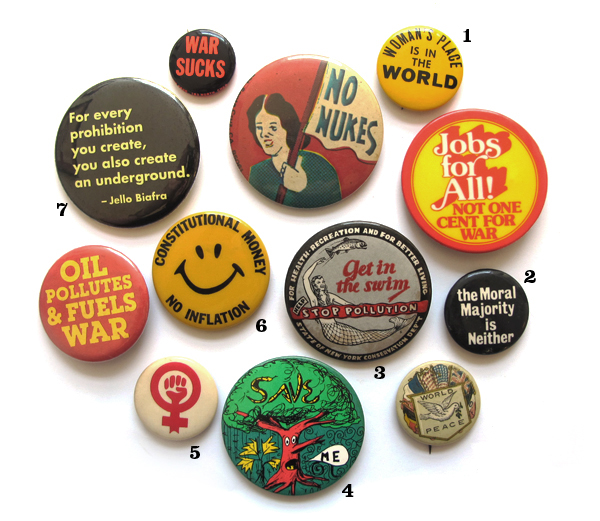 WAR
SUCKS
1
WOMAN'S PLACE
IS IN
THE
WORLD
NO
NUKES
For every
prohibition
you create,
you also create
an underground.
– Jello Biafra
7
Jobs
for
All!
NOT ONE
CENT FOR
WAR
CONSTITUTIONAL MONEY
NO INFLATION
6
OIL
POLLUTES
& FUELS
WAR
FOR HEALTH-RECREATION AND FOR BETTER LIVING
Get in
the swim
STOP POLLUTION
STATE OF NEW YORK CONSERVATION DEP'T
3
2
the Moral
Majority
is
Neither
5
SAVE
ME
4
WORLD
PEACE